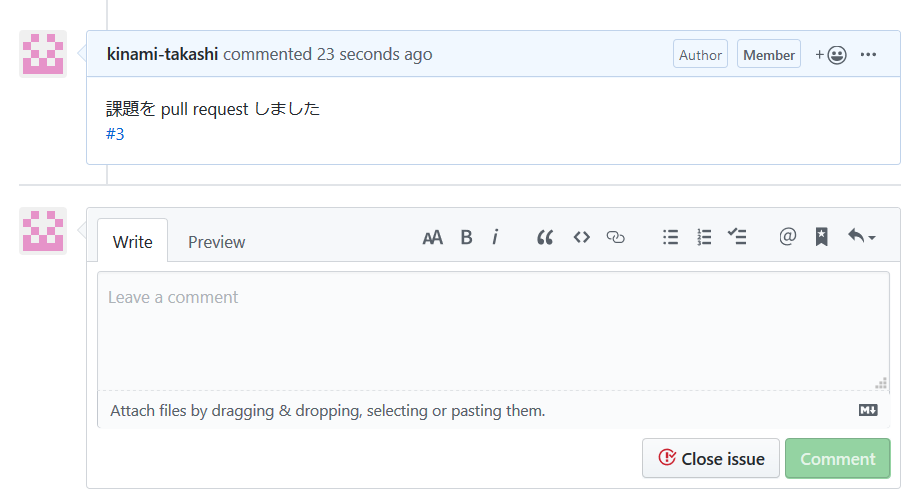 kinami-takashi commented 23 seconds ago Author Member
課題を pull request しました
#3
Write Preview
Leave a comment
Attach files by dragging & dropping, selecting or pasting them.
Close issue Comment